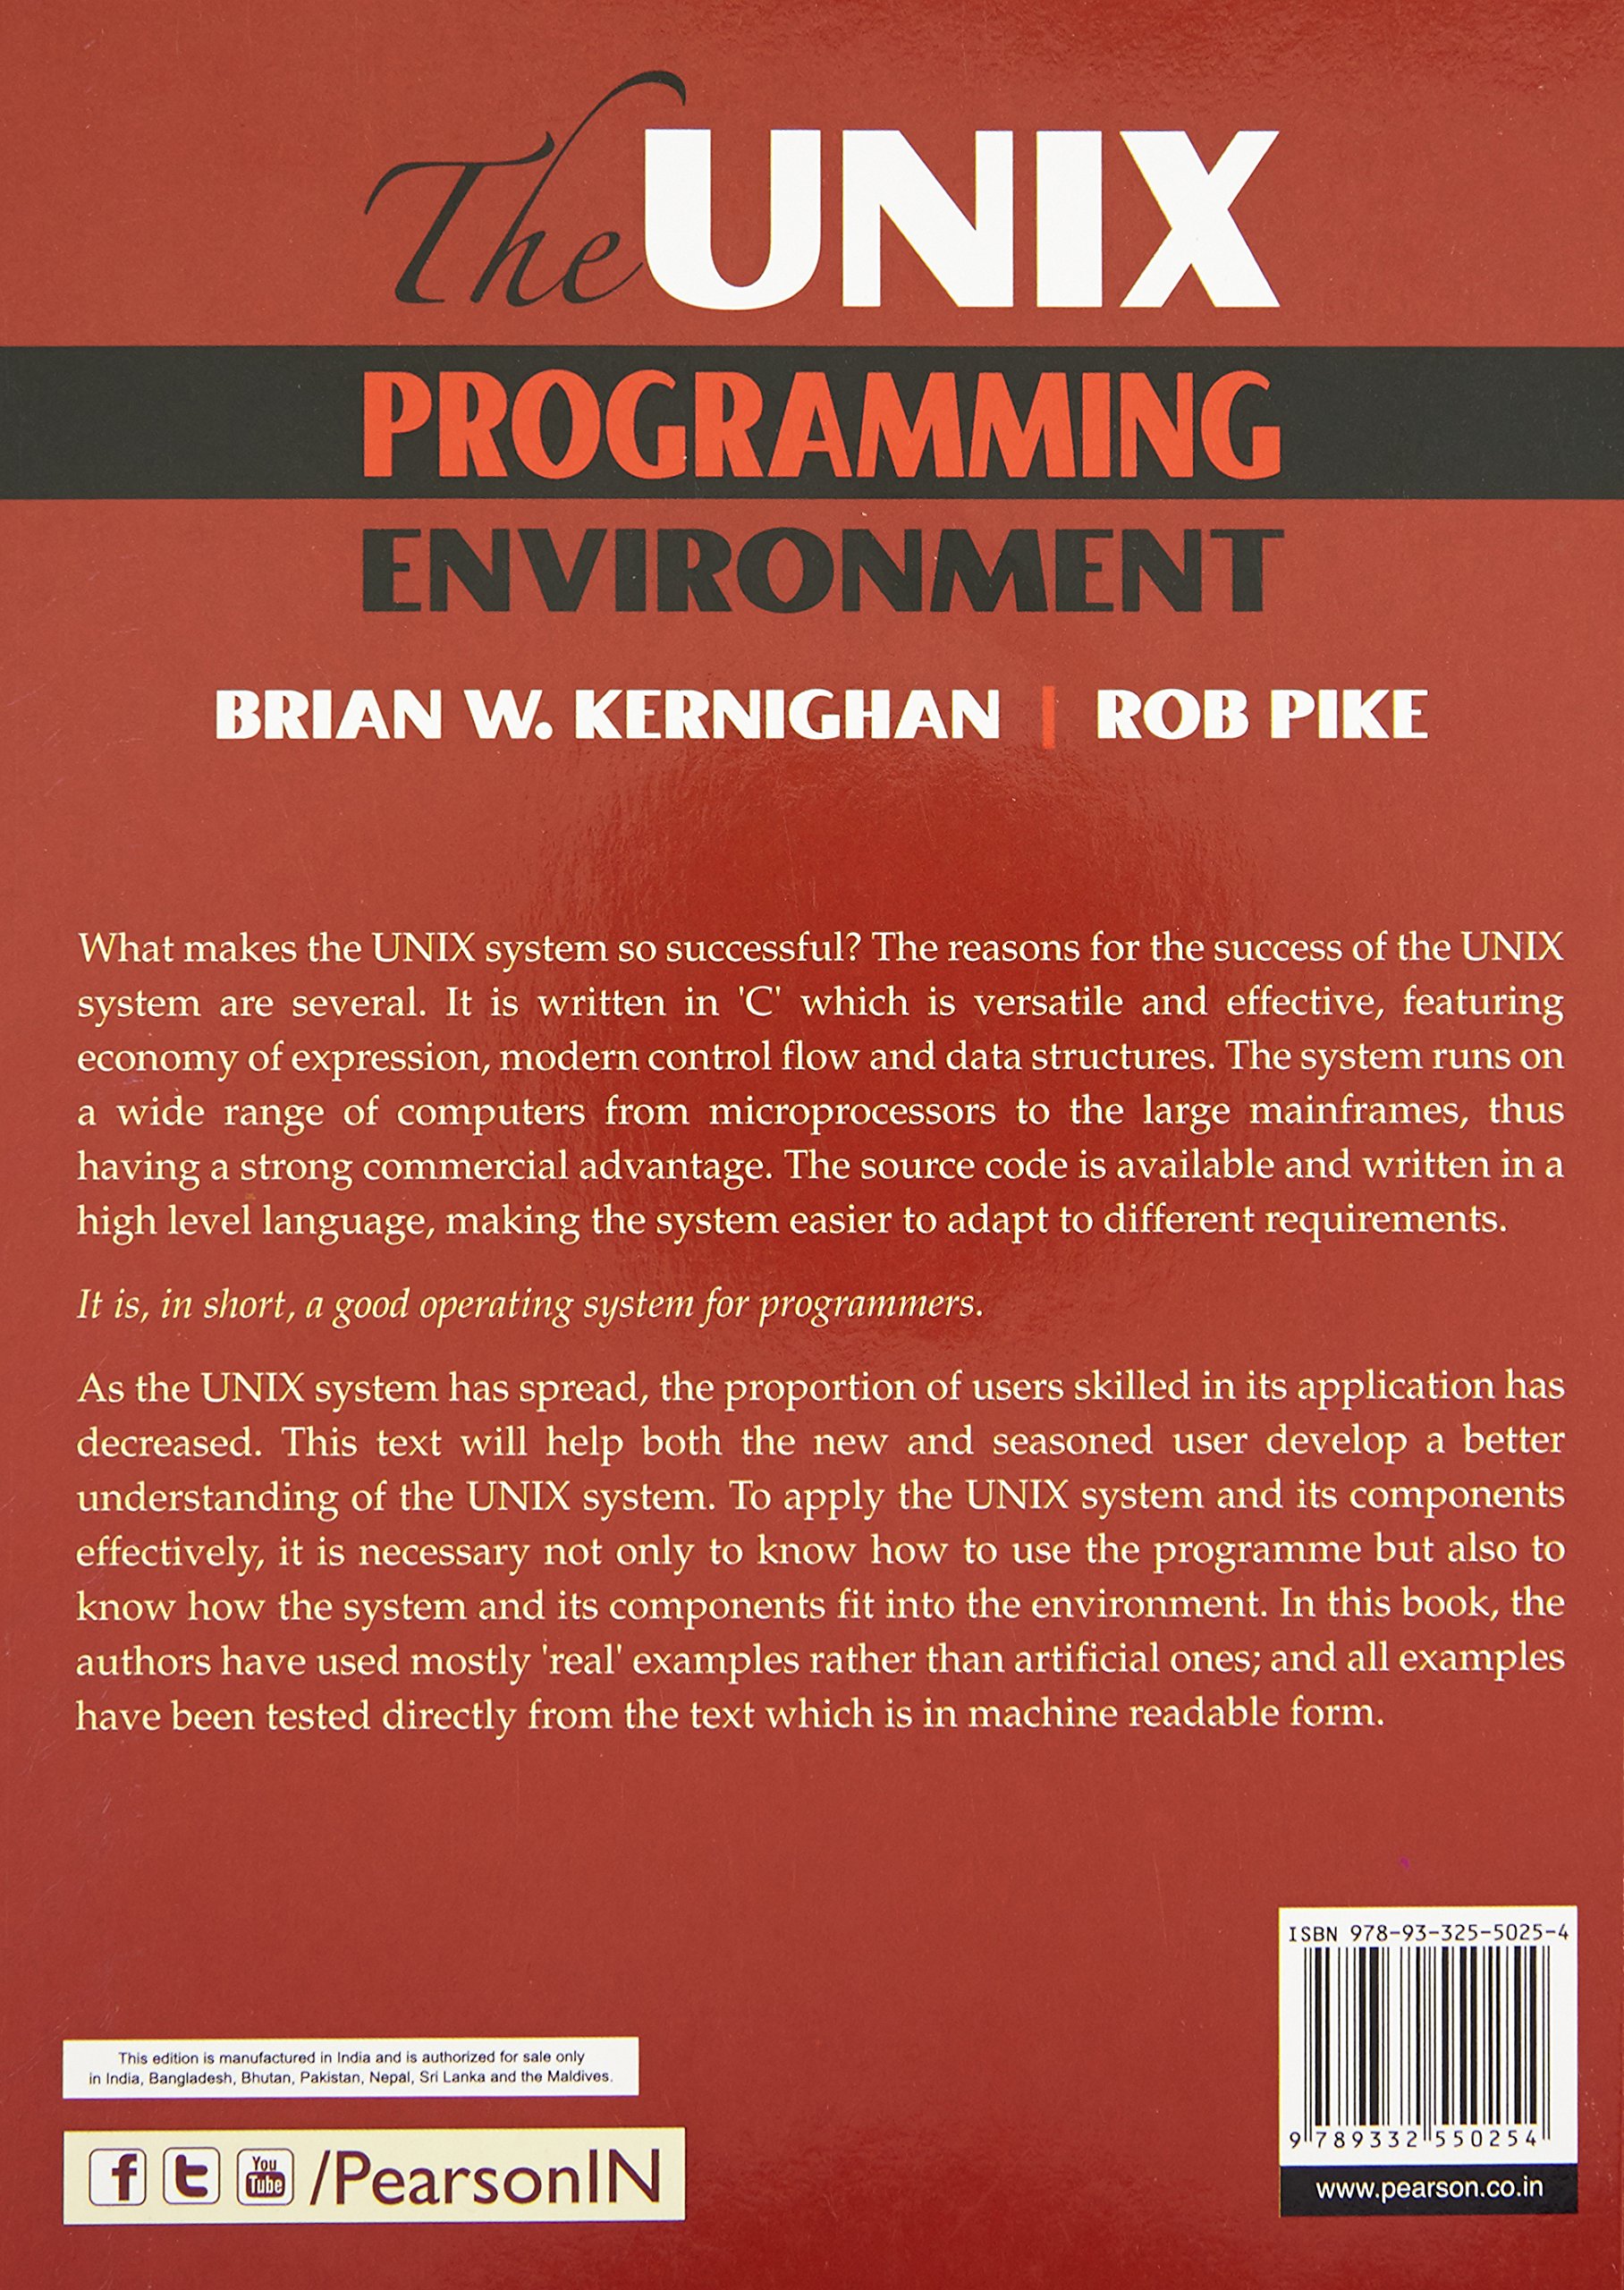 The UNIX
PROGRAMMING
ENVIRONMENT
BRIAN W. KERNIGHAN | ROB PIKE
What makes the UNIX system so successful? The reasons for the success of the UNIX
system are several. It is written in 'C' which is versatile and effective, featuring
economy of expression, modern control flow and data structures. The system runs on
a wide range of computers from microprocessors to the large mainframes, thus
having a strong commercial advantage. The source code is available and written in a
high level language, making the system easier to adapt to different requirements.
It is, in short, a good operating system for programmers.
As the UNIX system has spread, the proportion of users skilled in its application has
decreased. This text will help both the new and seasoned user develop a better
understanding of the UNIX system. To apply the UNIX system and its components
effectively, it is necessary not only to know how to use the programme but also to
know how the system and its components fit into the environment. In this book, the
authors have used mostly 'real' examples rather than artificial ones; and all examples
have been tested directly from the text which is in machine readable form.
This edition is manufactured in India and is authorized for sale only
in India, Bangladesh, Bhutan, Pakistan, Nepal, Sri Lanka and the Maldives.
f t You Tube /PearsonIN
ISBN 978-93-325-5025-4
9 789332 550254
www.pearson.co.in